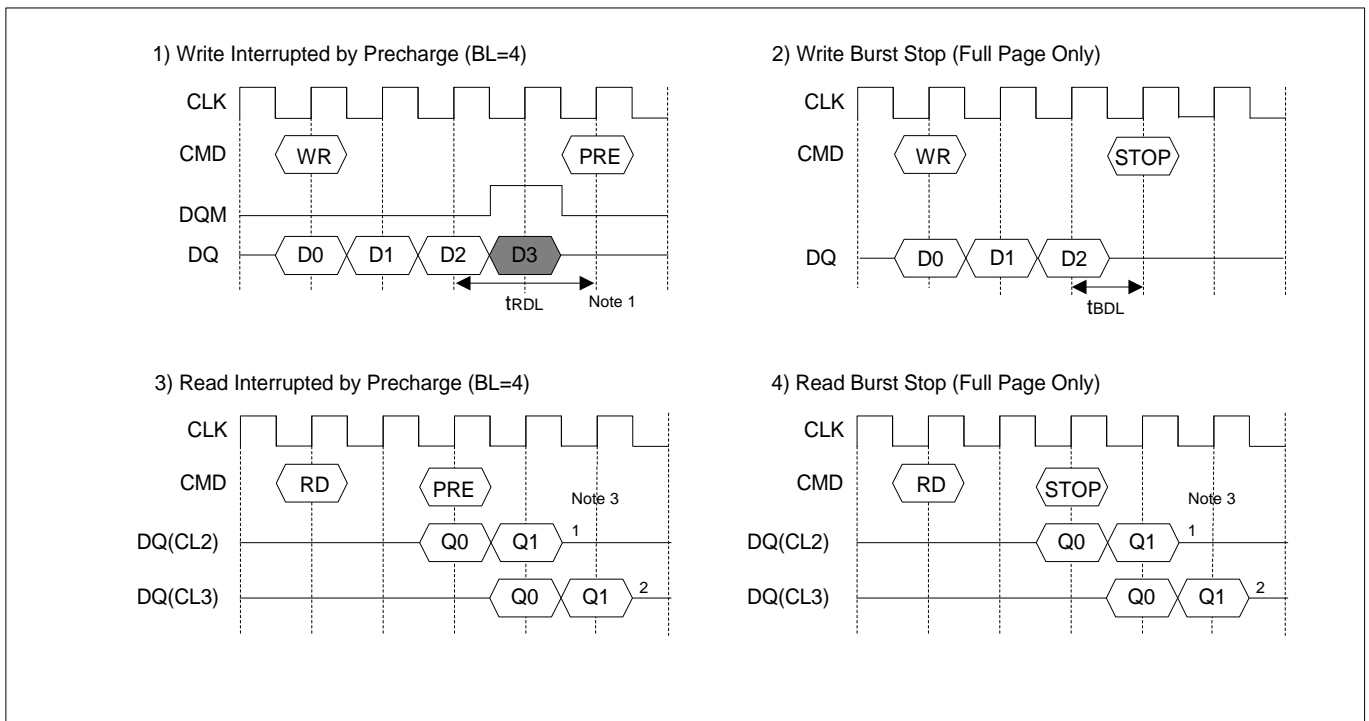 1) Write Interrupted by Precharge (BL=4)
CLK
CMD
WR
PRE
DQM
DQ
D0
D1
D2
D3
tRDL
Note 1
2) Write Burst Stop (Full Page Only)
CLK
CMD
WR
STOP
DQ
D0
D1
D2
tBDL
3) Read Interrupted by Precharge (BL=4)
CLK
CMD
RD
PRE
Note 3
DQ(CL2)
Q0
Q1
1
DQ(CL3)
Q0
Q1
2
4) Read Burst Stop (Full Page Only)
CLK
CMD
RD
STOP
Note 3
DQ(CL2)
Q0
Q1
1
DQ(CL3)
Q0
Q1
2